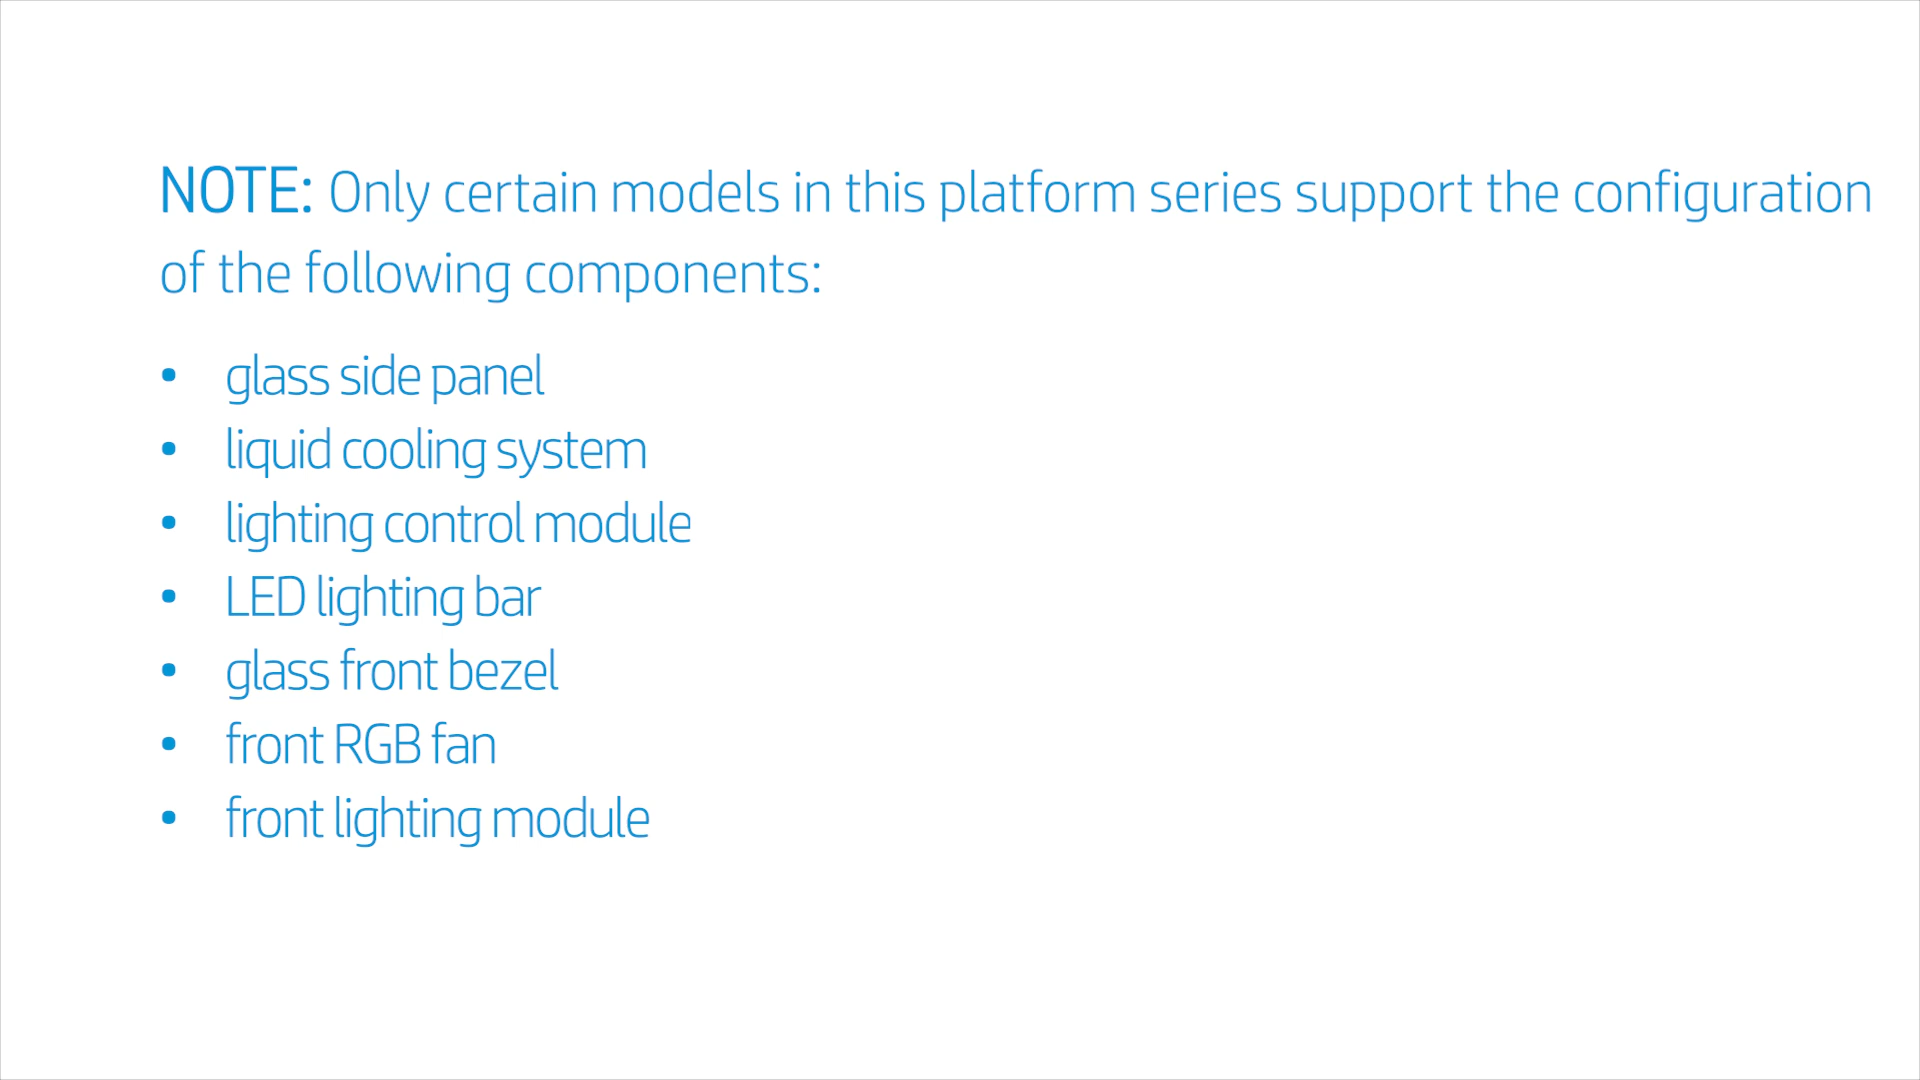 NOTE: Only certain models in this platform series support the configuration
of the following components:
• glass side panel
• liquid cooling system
• lighting control module
• LED lighting bar
• glass front bezel
• front RGB fan
• front lighting module